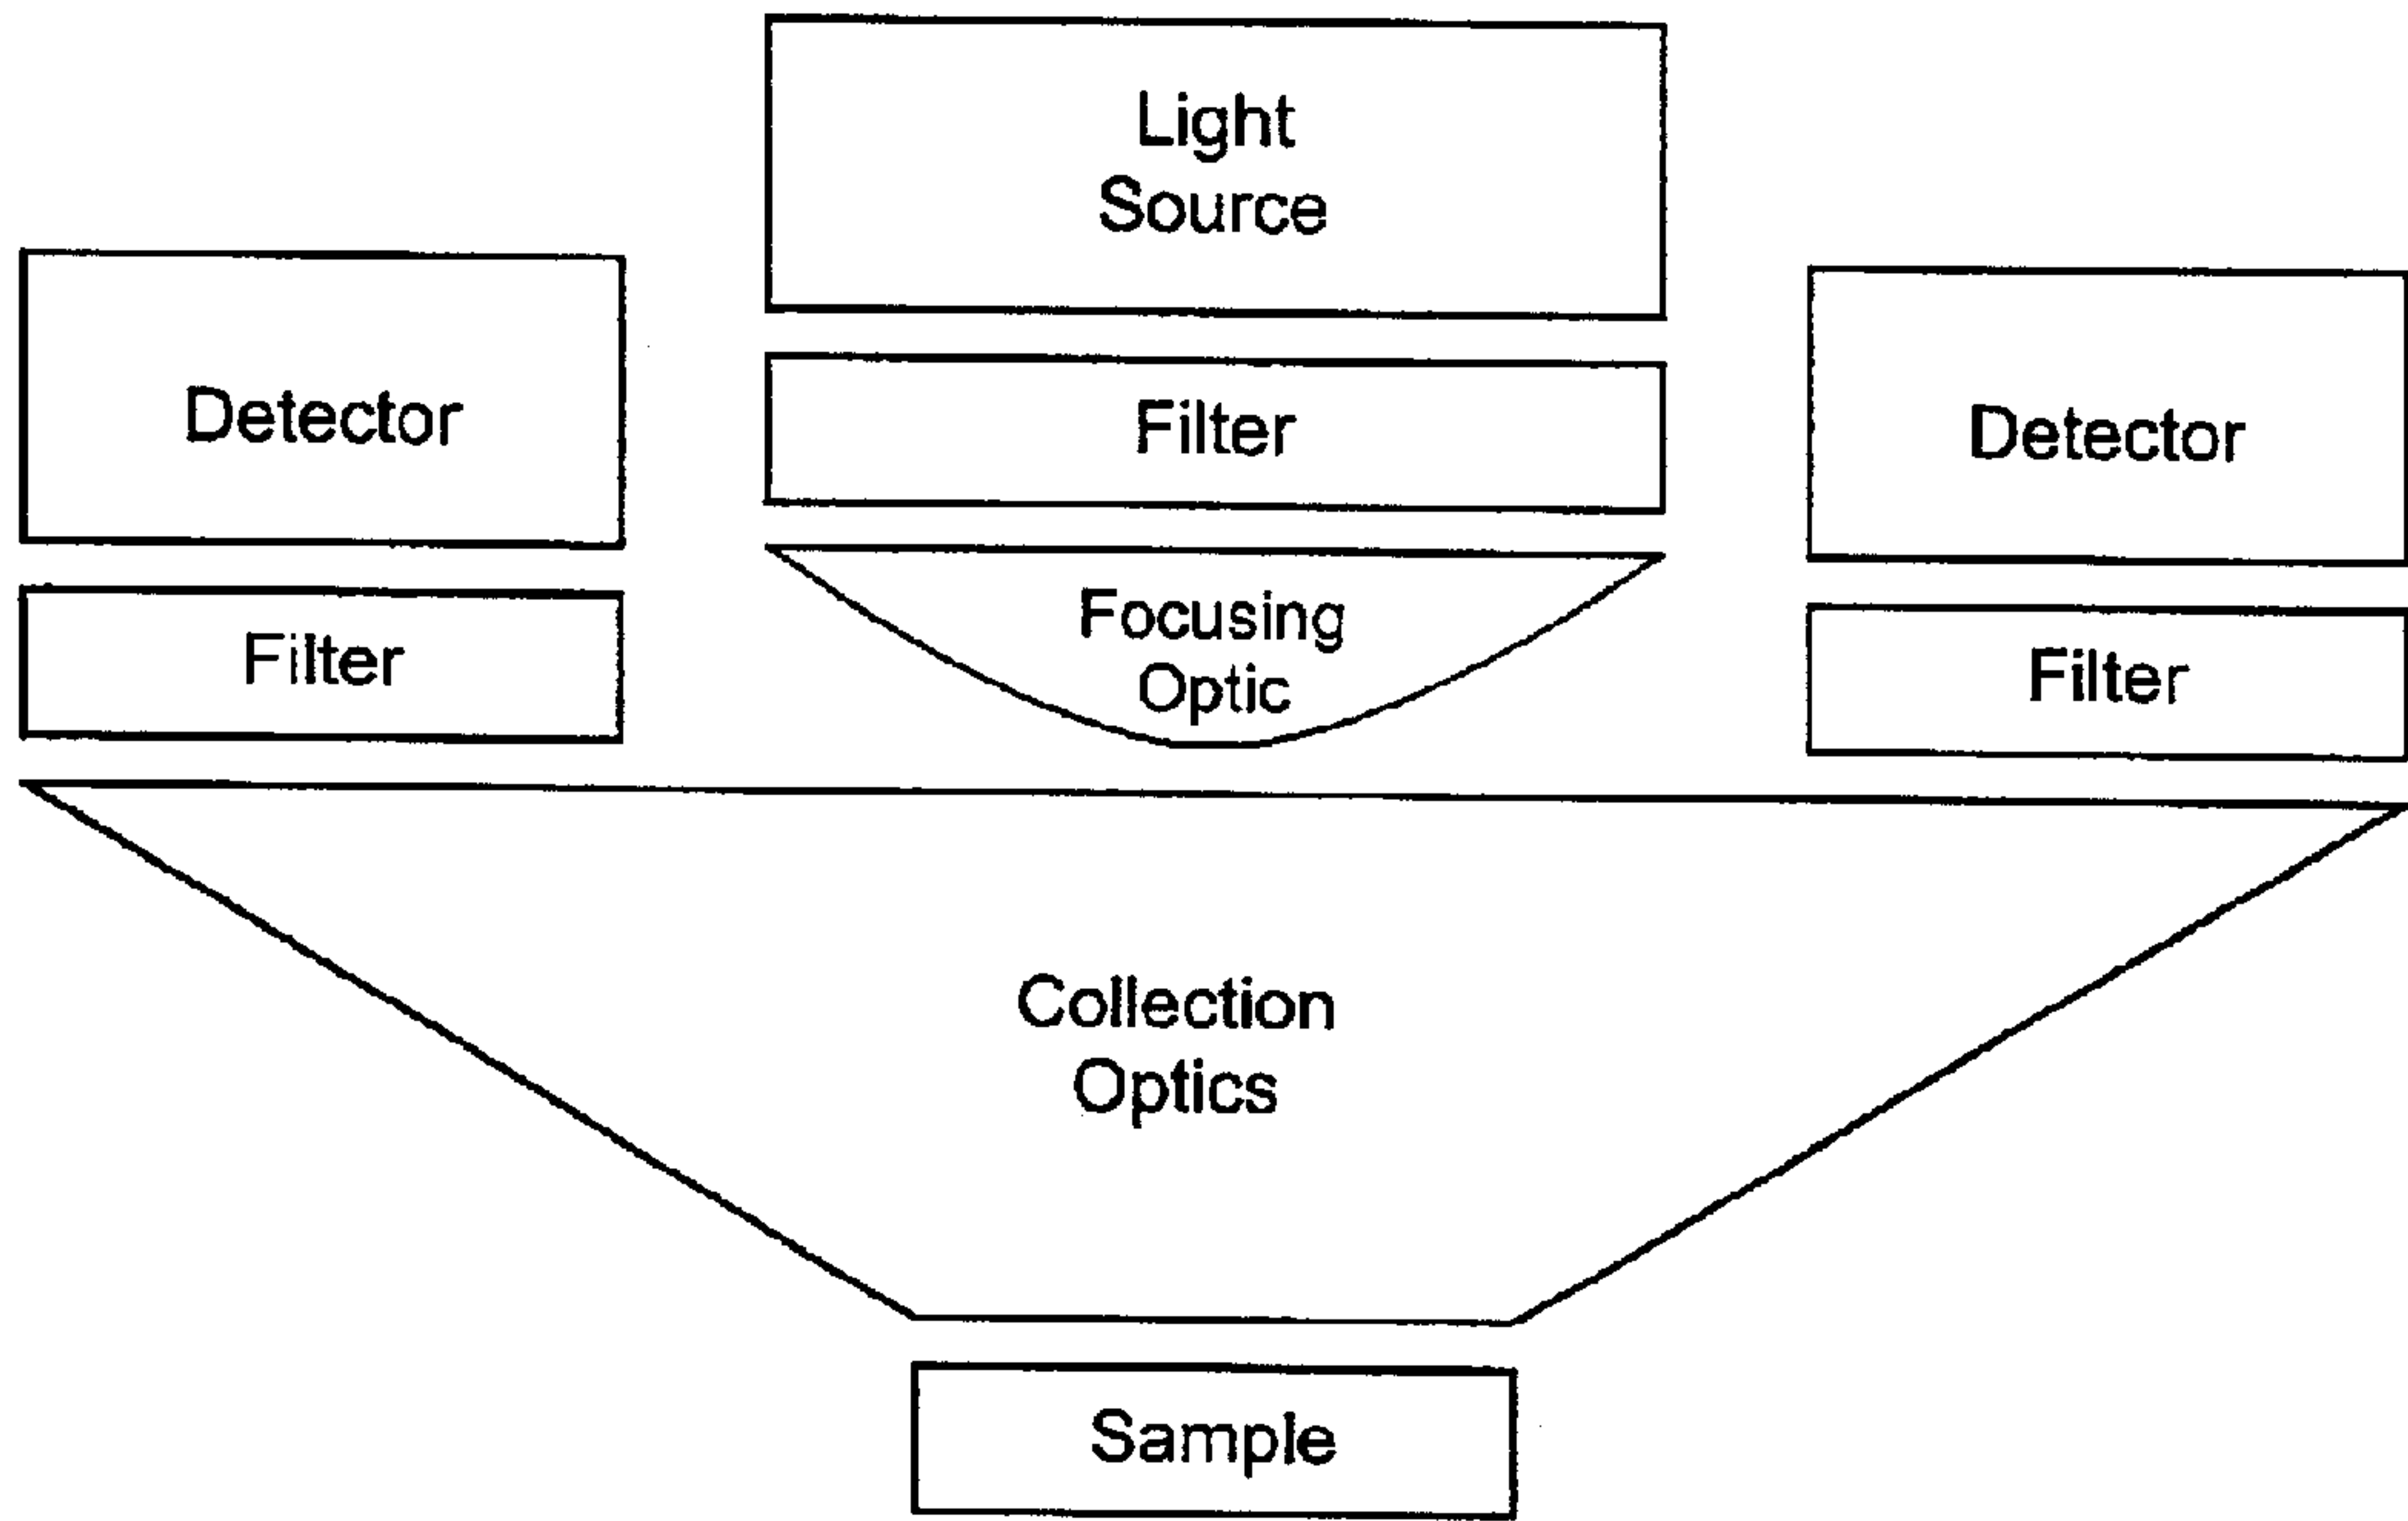 Light
Source
Detector
Filter
Detector
Filter
Focusing
Optic
Filter
Collection
Optics
Sample